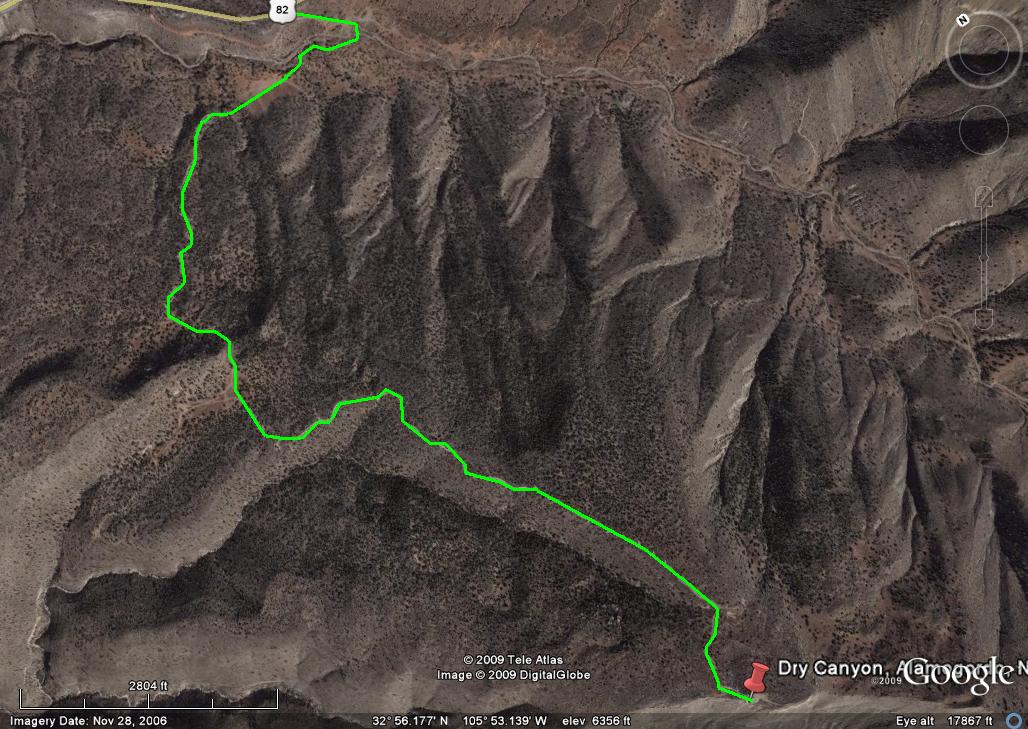 82
N
Dry Canyon, Alamogordo, N
©2009 Google
© 2009 Tele Atlas
Image © 2009 DigitalGlobe
2804 ft
Imagery Date: Nov 28, 2006
32° 56.177' N 105° 53.139' W elev 6356 ft
Eye alt 17867 ft